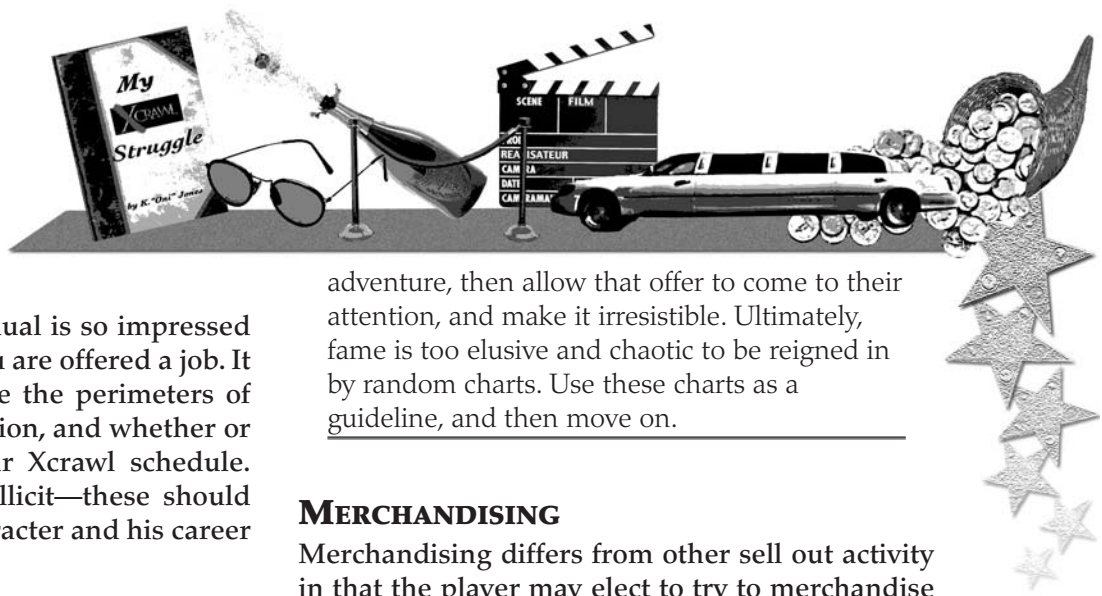 My
XCRAWL
Struggle
by K. "Oni" Jones
SCENE FILM
REALISATEUR
CAMERA
DATE
CAMERAMAN
nual is so impressed
u are offered a job. It
e the perimeters of
ion, and whether or
r Xcrawl schedule.
llicit—these should
racter and his career
adventure, then allow that offer to come to their
attention, and make it irresistible. Ultimately,
fame is too elusive and chaotic to be reigned in
by random charts. Use these charts as a
guideline, and then move on.
MERCHANDISING
Merchandising differs from other sell out activity
in that the player may elect to try to merchandise